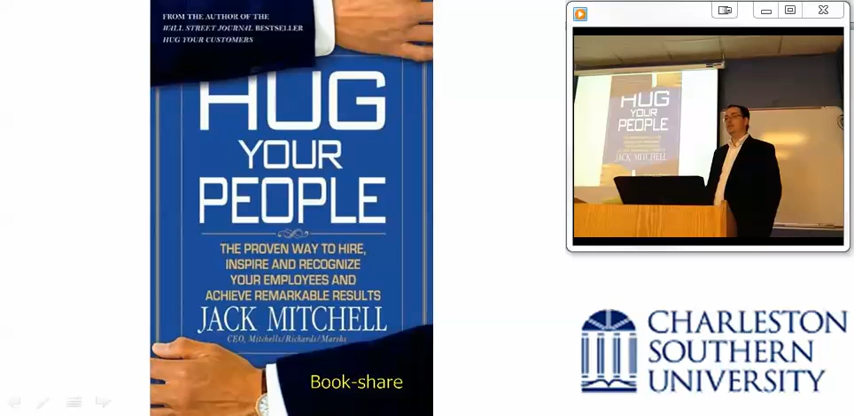 FROM THE AUTHOR OF THE
WALL STREET JOURNAL BESTSELLER
HUG YOUR CUSTOMERS
HUG
YOUR
PEOPLE
THE PROVEN WAY TO HIRE,
INSPIRE AND RECOGNIZE
YOUR EMPLOYEES AND
ACHIEVE REMARKABLE RESULTS
JACK MITCHELL
CEO, Mitchells/Richards/Marshs
Book-share
HUG
YOUR
PEOPLE
JACK MITCHELL
CHARLESTON
SOUTHERN
UNIVERSITY